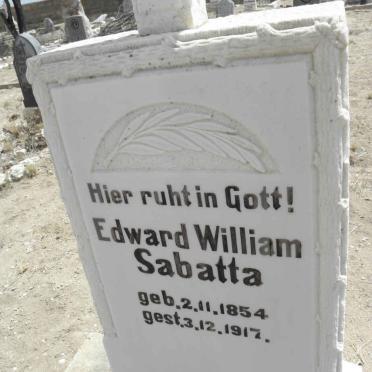 Hier ruht in Gott!
Edward William
Sabatta
geb. 2.11.1854
gest. 3.12.1917.